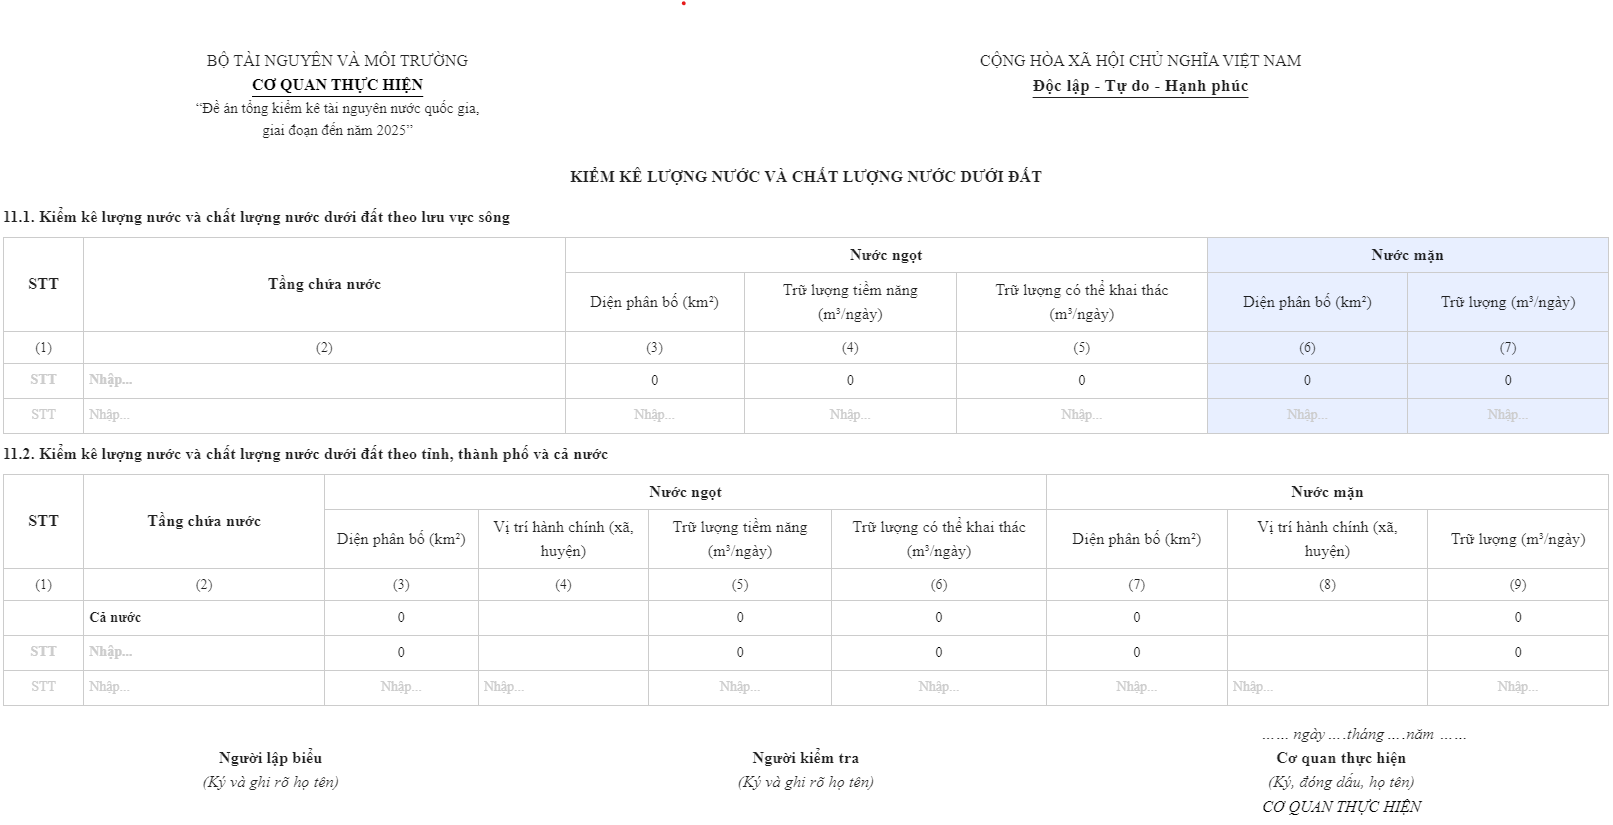 BỘ TÀI NGUYÊN VÀ MÔI TRƯỜNG
CƠ QUAN THỰC HIỆN
“Đề án tổng kiểm kê tài nguyên nước quốc gia,
giai đoạn đến năm 2025”
CỘNG HÒA XÃ HỘI CHỦ NGHĨA VIỆT NAM
Độc lập - Tự do - Hạnh phúc
KIỂM KÊ LƯỢNG NƯỚC VÀ CHẤT LƯỢNG NƯỚC DƯỚI ĐẤT
11.1. Kiểm kê lượng nước và chất lượng nước dưới đất theo lưu vực sông
STT Tầng chứa nước Nước ngọt Nước mặn
Diện phân bố (km²) Trữ lượng tiềm năng (m³/ngày) Trữ lượng có thể khai thác (m³/ngày) Diện phân bố (km²) Trữ lượng (m³/ngày)
(1) (2) (3) (4) (5) (6) (7)
STT Nhập... 0 0 0 0 0
STT Nhập... Nhập... Nhập... Nhập... Nhập... Nhập...
11.2. Kiểm kê lượng nước và chất lượng nước dưới đất theo tỉnh, thành phố và cả nước
STT Tầng chứa nước Nước ngọt Nước mặn
Diện phân bố (km²) Vị trí hành chính (xã, huyện) Trữ lượng tiềm năng (m³/ngày) Trữ lượng có thể khai thác (m³/ngày) Diện phân bố (km²) Vị trí hành chính (xã, huyện) Trữ lượng (m³/ngày)
(1) (2) (3) (4) (5) (6) (7) (8) (9)
Cả nước 0 0 0 0 0
STT Nhập... 0 0 0 0 0
STT Nhập... Nhập... Nhập... Nhập... Nhập... Nhập... Nhập... Nhập...
Người lập biểu
(Ký và ghi rõ họ tên)
Người kiểm tra
(Ký và ghi rõ họ tên)
…… ngày ….tháng ….năm ……
Cơ quan thực hiện
(Ký, đóng dấu, họ tên)
CƠ QUAN THỰC HIỆN